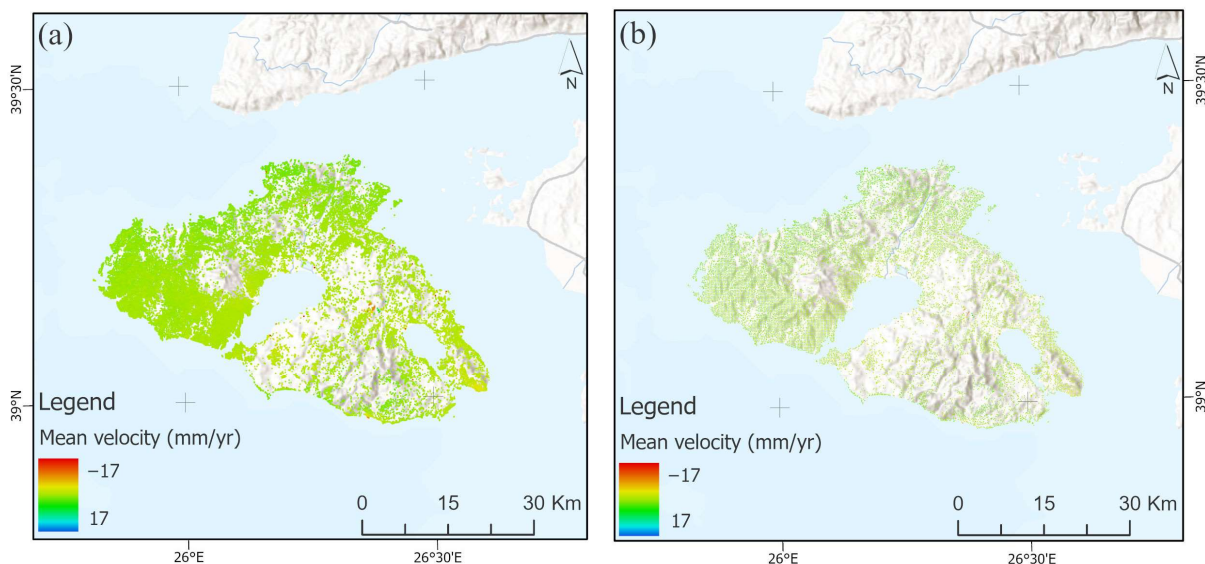 (a)
N
39°30'N
39°N
Legend
Mean velocity (mm/yr)
−17
17
0 15 30 Km
26°E 26°30'E
(b)
N
39°30'N
39°N
Legend
Mean velocity (mm/yr)
−17
17
0 15 30 Km
26°E 26°30'E